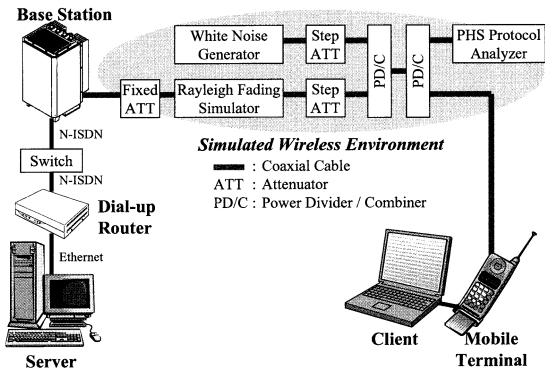 Base Station
White Noise
Generator
Step
ATT
PD/C
PD/C
PHS Protocol
Analyzer
Fixed
ATT
Rayleigh Fading
Simulator
Step
ATT
N-ISDN
Switch
N-ISDN
Simulated Wireless Environment
: Coaxial Cable
ATT : Attenuator
PD/C : Power Divider / Combiner
Dial-up
Router
Ethernet
Server
Client
Mobile
Terminal